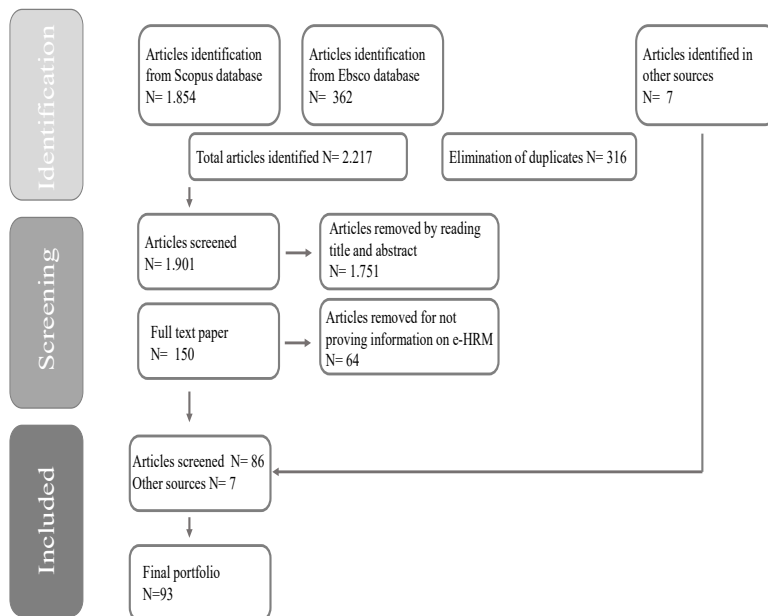 Identification
Articles identification
from Scopus database
N= 1.854
Articles identification
from Ebsco database
N=  362
Articles identified in
other sources
N=  7
Total articles identified N= 2.217
Elimination of duplicates N= 316
Screening
Articles screened
N= 1.901
Articles removed by reading
title and abstract
N= 1.751
Full text paper
N=  150
Articles removed for not
proving information on e-HRM
N= 64
Included
Articles screened  N= 86
Other sources N= 7
Final portfolio
N=93